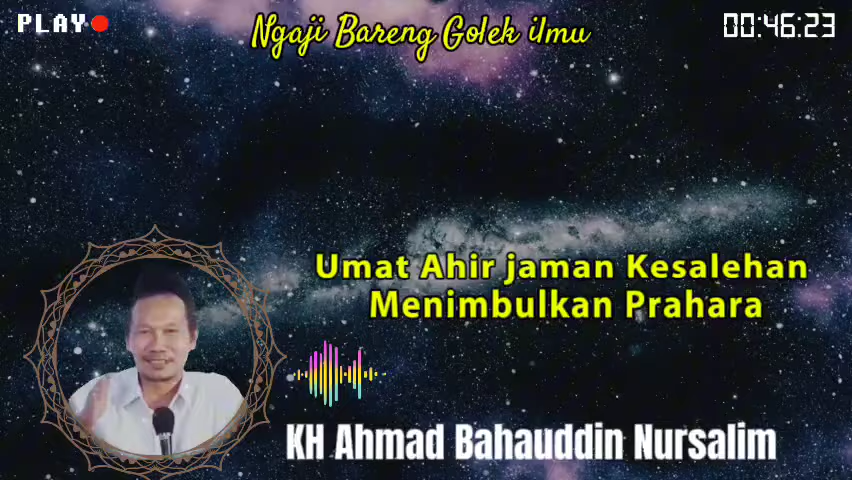 PLAY
Ngaji Bareng Golek ilmu
00:46:23
Umat Ahir jaman Kesalehan
Menimbulkan Prahara
KH Ahmad Bahauddin Nursalim